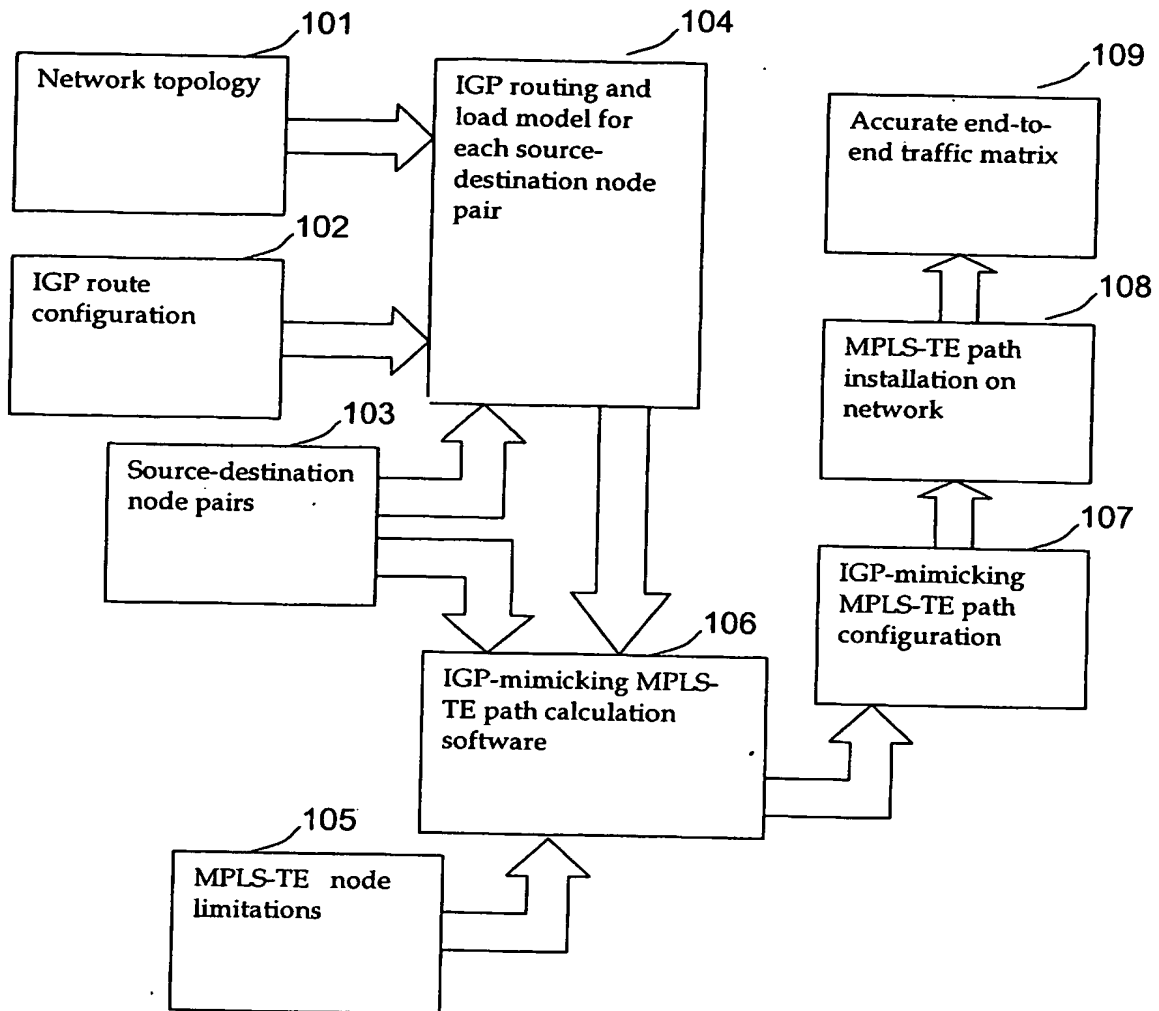 101
Network topology
104
IGP routing and
load model for
each source-
destination node
pair
109
Accurate end-to-
end traffic matrix
102
IGP route
configuration
108
MPLS-TE path
installation on
network
103
Source-destination
node pairs
107
IGP-mimicking
MPLS-TE path
configuration
106
IGP-mimicking MPLS-
TE path calculation
software
105
MPLS-TE node
limitations